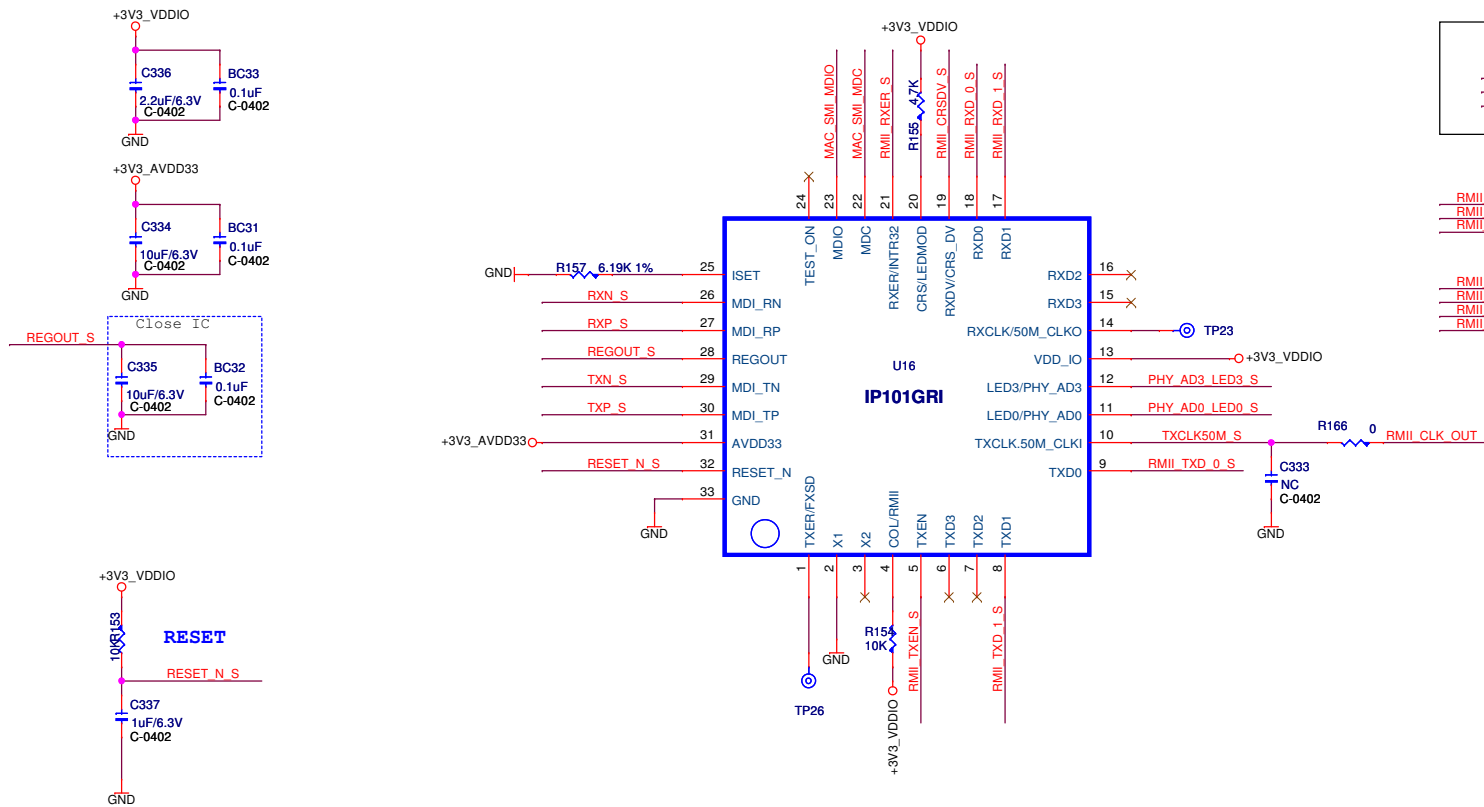 +3V3_VDDIO
C336
2.2uF/6.3V
C-0402
BC33
0.1uF
C-0402
GND
+3V3_AVDD33
C334
10uF/6.3V
C-0402
BC31
0.1uF
C-0402
GND
Close IC
REGOUT_S
C335
10uF/6.3V
C-0402
BC32
0.1uF
C-0402
GND
+3V3_VDDIO
R153
10K
RESET
RESET_N_S
C337
1uF/6.3V
C-0402
GND
+3V3_VDDIO
MAC_SMI_MDIO
MAC_SMI_MDC
RMII_RXER_S
R155 4.7K
RMII_CRSDV_S
RMII_RXD_0_S
RMII_RXD_1_S
24
23
22
21
20
19
18
17
TEST_ON
MDIO
MDC
RXER/INTR32
CRS/LEDMOD
RXDV/CRS_DV
RXD0
RXD1
GND
R157 6.19K 1%
25 ISET
RXN_S 26 MDI_RN
RXP_S 27 MDI_RP
REGOUT_S 28 REGOUT
TXN_S 29 MDI_TN
TXP_S 30 MDI_TP
+3V3_AVDD33 31 AVDD33
RESET_N_S 32 RESET_N
33 GND
GND
U16
IP101GRI
RXD2 16
RXD3 15
RXCLK/50M_CLKO 14 TP23
VDD_IO 13 +3V3_VDDIO
LED3/PHY_AD3 12 PHY_AD3_LED3_S
LED0/PHY_AD0 11 PHY_AD0_LED0_S
TXCLK.50M_CLKI 10 TXCLK50M_S
R166 0 RMII_CLK_OUT
TXD0 9 RMII_TXD_0_S
C333
NC
C-0402
GND
TXER/FXSD
X1
X2
COL/RMII
TXEN
TXD3
TXD2
TXD1
1
2
3
4
5
6
7
8
TP26
GND
R154
10K
+3V3_VDDIO
RMII_TXEN_S
RMII_TXD_1_S
RMII
RMII
RMII
RMII
RMII
RMII
RMII